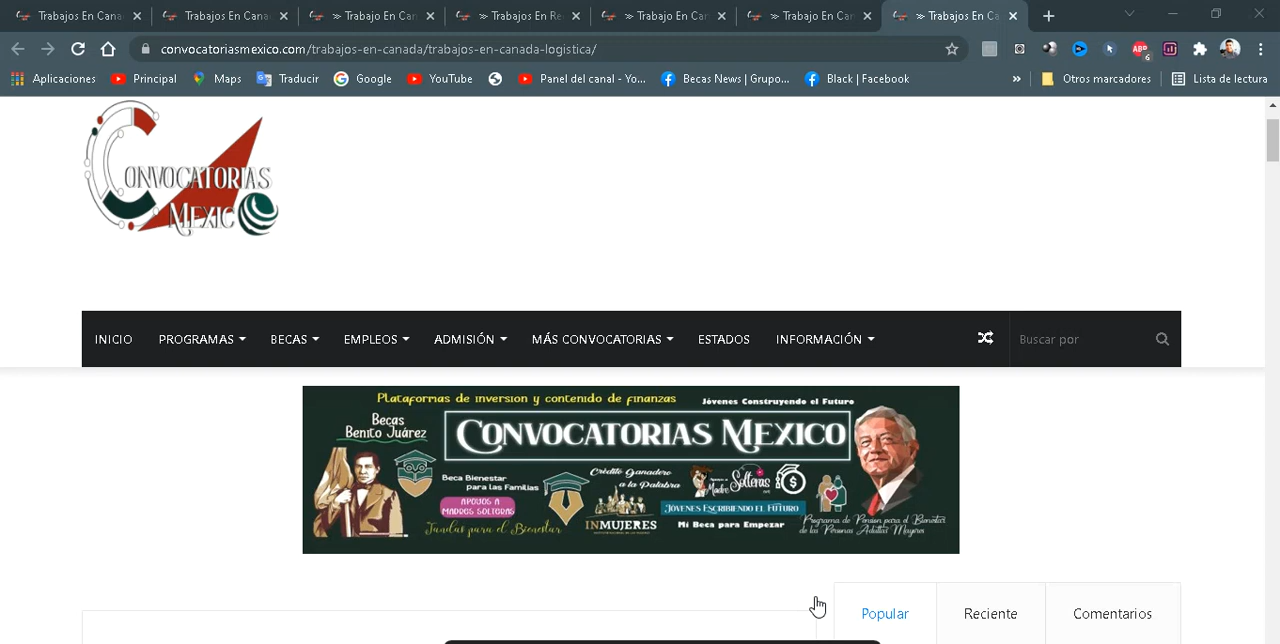 Trabajos En Cana
Trabajos En Cana
≫ Trabajo En Can
≫ Trabajos En Re
≫ Trabajo En Can
≫ Trabajo En Can
≫ Trabajos En Ca
convocatoriasmexico.com/trabajos-en-canada/trabajos-en-canada-logistica/
ABP
6
Aplicaciones
Principal
Maps
Traducir
Google
YouTube
Panel del canal - Yo...
Becas News | Grupo...
Black | Facebook
»
Otros marcadores
Lista de lectura
CONVOCATORIAS
MEXICO
INICIO
PROGRAMAS
BECAS
EMPLEOS
ADMISIÓN
MÁS CONVOCATORIAS
ESTADOS
INFORMACIÓN
Buscar por
Plataformas de inversion y contenido de finanzas
Jóvenes Construyendo el Futuro
Becas
Benito Juárez
CONVOCATORIAS MEXICO
Beca Bienestar
para las Familias
Crédito Ganadero
a la Palabra
Madre Solteras
APOYOS A
MADRES SOLTERAS
JÓVENES ESCRIBIENDO EL FUTURO
Tandas para el Bienestar
INMUJERES
Mi Beca para Empezar
Programa de Pensión para el Bienestar
de las Personas Adultas Mayores
Popular
Reciente
Comentarios